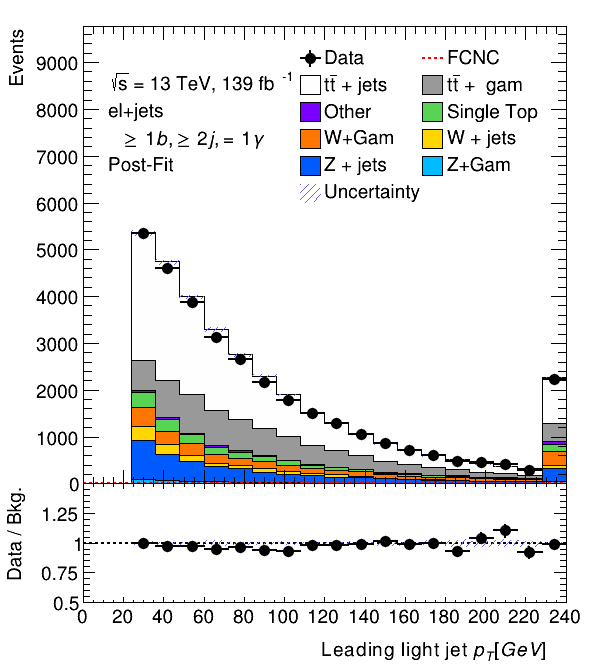 Events
9000
8000
7000
6000
5000
4000
3000
2000
1000
0
√s = 13 TeV, 139 fb⁻¹
el+jets
≥ 1b, ≥ 2j, = 1γ
Post-Fit
Data
FCNC
tt̄ + jets
tt̄ + gam
Other
Single Top
W+Gam
W + jets
Z + jets
Z+Gam
Uncertainty
Data / Bkg.
1.25
1
0.75
0.5
0 20 40 60 80 100 120 140 160 180 200 220 240
Leading light jet p_T[GeV]